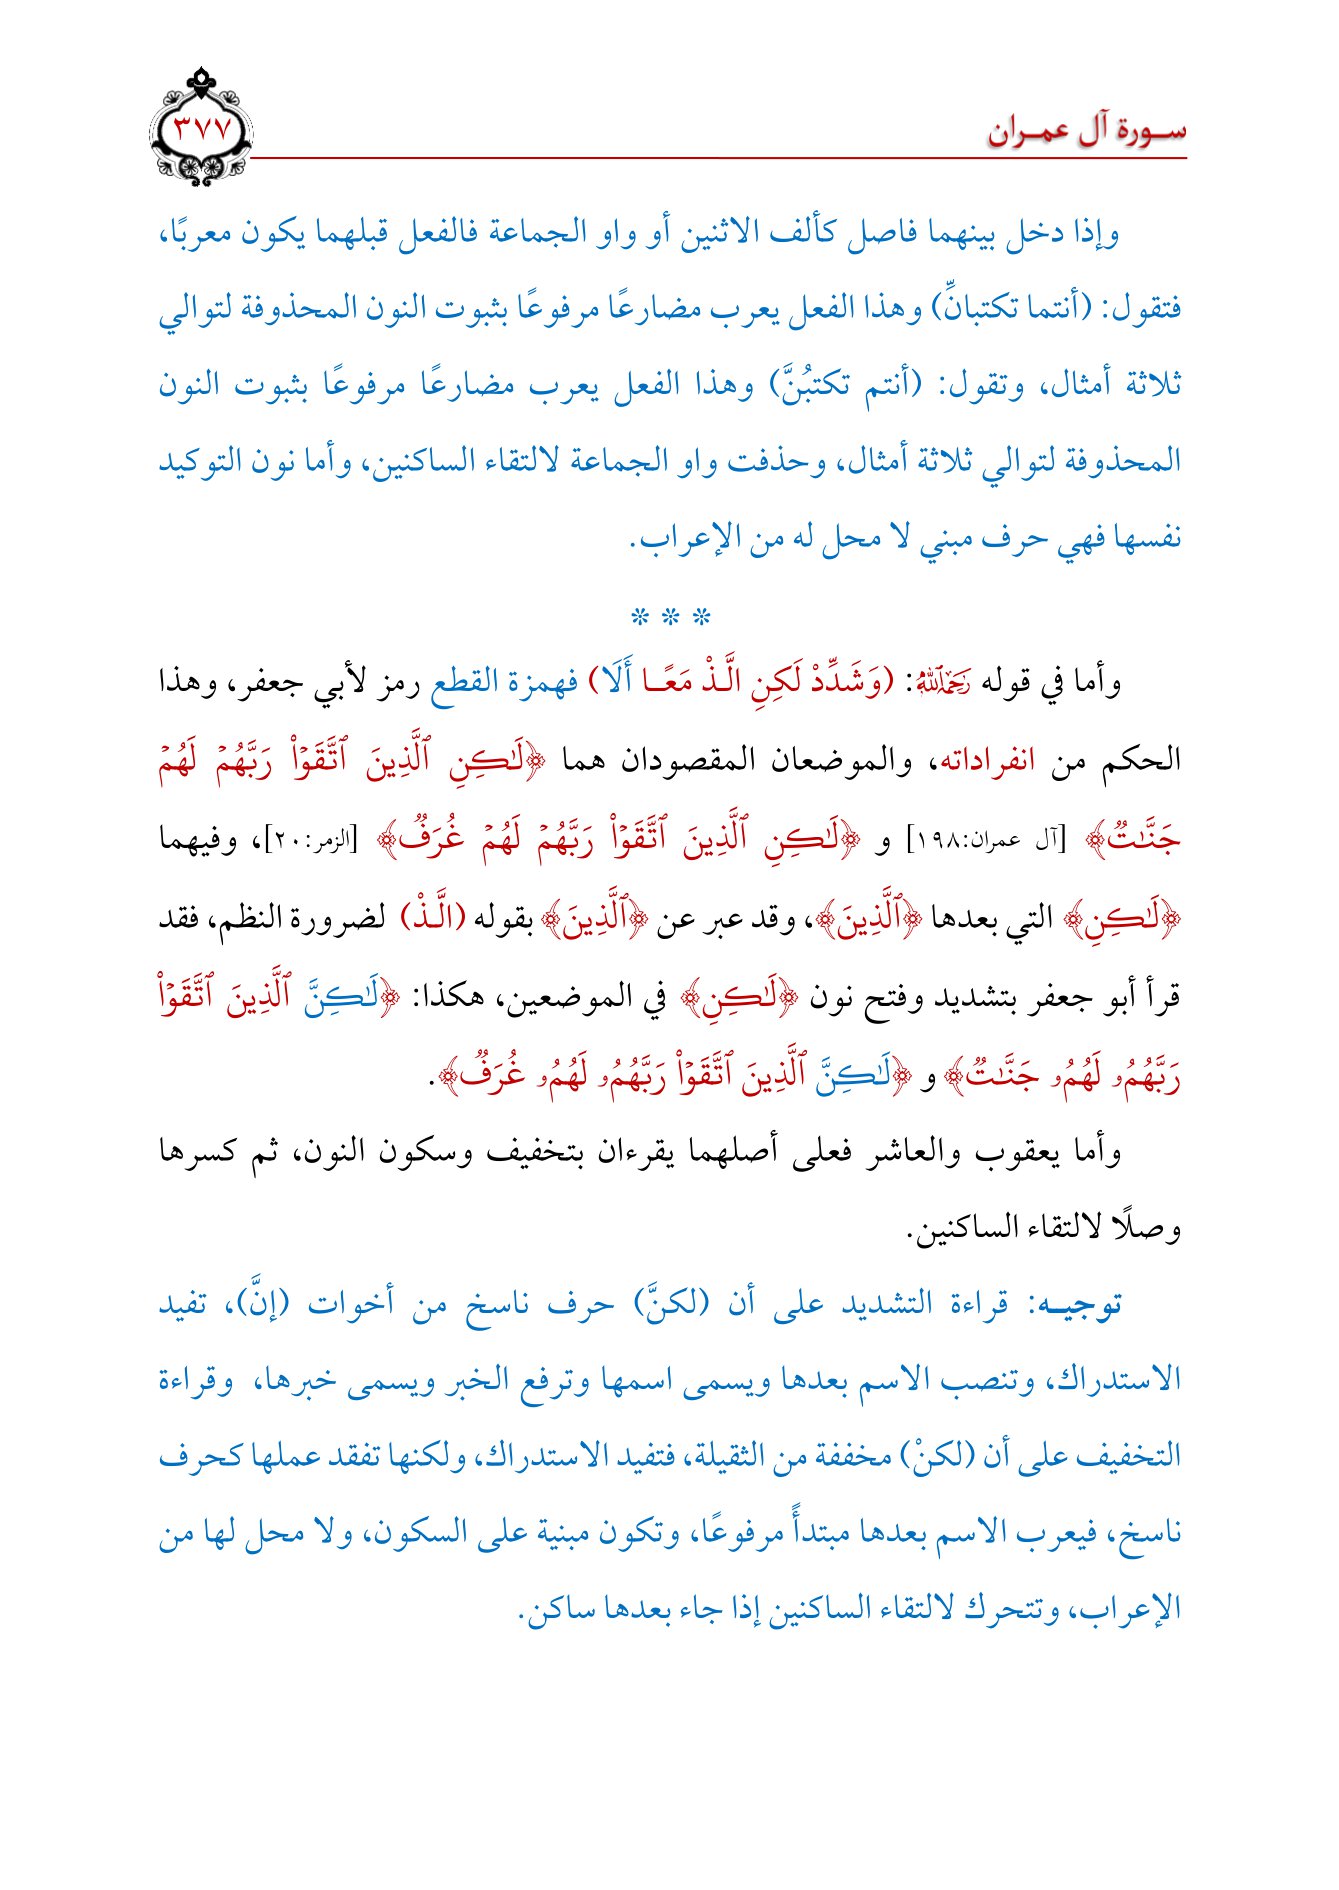 سورة آل عمران
٣٧٧
وإذا دخل بينهما فاصل كألف الاثنين أو واو الجماعة فالفعل قبلهما يكون معربًا،
فتقول: (أنتما تكتبانِّ) وهذا الفعل يعرب مضارعًا مرفوعًا بثبوت النون المحذوفة لتوالي
ثلاثة أمثال، وتقول: (أنتم تكتبُنَّ) وهذا الفعل يعرب مضارعًا مرفوعًا بثبوت النون
المحذوفة لتوالي ثلاثة أمثال، وحذفت واو الجماعة لالتقاء الساكنين، وأما نون التوكيد
نفسها فهي حرف مبني لا محل له من الإعراب.
* * *
وأما في قوله رَحِمَهُ ٱللَّهُ: (وَشَدِّدْ لَكِنِ الَّـذْ مَعًـا أَلَا) فهمزة القطع رمز لأبي جعفر، وهذا
الحكم من انفراداته، والموضعان المقصودان هما ﴿لَٰكِنِ ٱلَّذِينَ ٱتَّقَوۡاْ رَبَّهُمۡ لَهُمۡ
جَنَّٰتٞ﴾ [آل عمران:١٩٨] و ﴿لَٰكِنِ ٱلَّذِينَ ٱتَّقَوۡاْ رَبَّهُمۡ لَهُمۡ غُرَفٞ﴾ [الزمر:٢٠]، وفيهما
﴿لَٰكِنِ﴾ التي بعدها ﴿ٱلَّذِينَ﴾، وقد عبر عن ﴿ٱلَّذِينَ﴾ بقوله (الَّـذْ) لضرورة النظم، فقد
قرأ أبو جعفر بتشديد وفتح نون ﴿لَٰكِنِ﴾ في الموضعين، هكذا: ﴿لَٰكِنَّ ٱلَّذِينَ ٱتَّقَوۡاْ
رَبَّهُمُۥ لَهُمُۥ جَنَّٰتٞ﴾ و ﴿لَٰكِنَّ ٱلَّذِينَ ٱتَّقَوۡاْ رَبَّهُمُۥ لَهُمُۥ غُرَفٞ﴾.
وأما يعقوب والعاشر فعلى أصلهما يقرءان بتخفيف وسكون النون، ثم كسرها
وصلًا لالتقاء الساكنين.
توجيـه: قراءة التشديد على أن (لكنَّ) حرف ناسخ من أخوات (إنَّ)، تفيد
الاستدراك، وتنصب الاسم بعدها ويسمى اسمها وترفع الخبر ويسمى خبرها، وقراءة
التخفيف على أن (لكنْ) مخففة من الثقيلة، فتفيد الاستدراك، ولكنها تفقد عملها كحرف
ناسخ، فيعرب الاسم بعدها مبتدأً مرفوعًا، وتكون مبنية على السكون، ولا محل لها من
الإعراب، وتتحرك لالتقاء الساكنين إذا جاء بعدها ساكن.